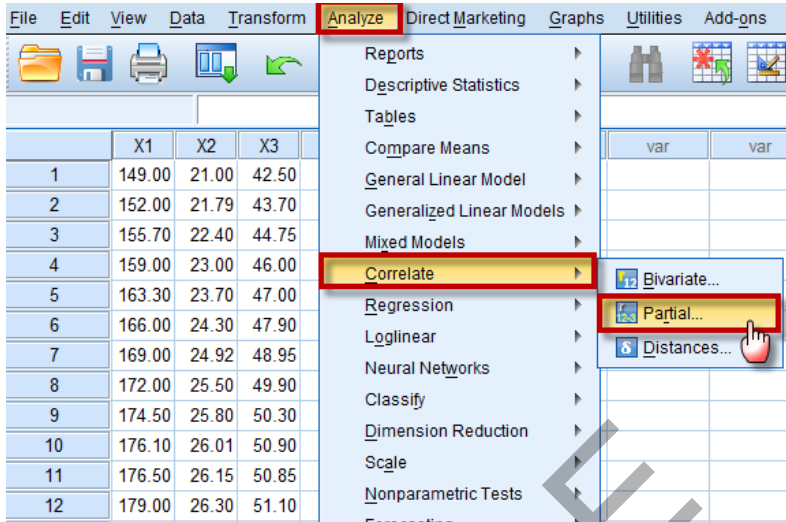 File Edit View Data Transform Analyze Direct Marketing Graphs Utilities Add-ons
Reports
Descriptive Statistics
Tables
X1 X2 X3 Compare Means var var
1 149.00 21.00 42.50 General Linear Model
2 152.00 21.79 43.70 Generalized Linear Models
3 155.70 22.40 44.75 Mixed Models
4 159.00 23.00 46.00 Correlate Bivariate...
5 163.30 23.70 47.00 Regression Partial...
6 166.00 24.30 47.90 Loglinear
7 169.00 24.92 48.95 Neural Networks Distances...
8 172.00 25.50 49.90 Classify
9 174.50 25.80 50.30 Dimension Reduction
10 176.10 26.01 50.90 Scale
11 176.50 26.15 50.85 Nonparametric Tests
12 179.00 26.30 51.10